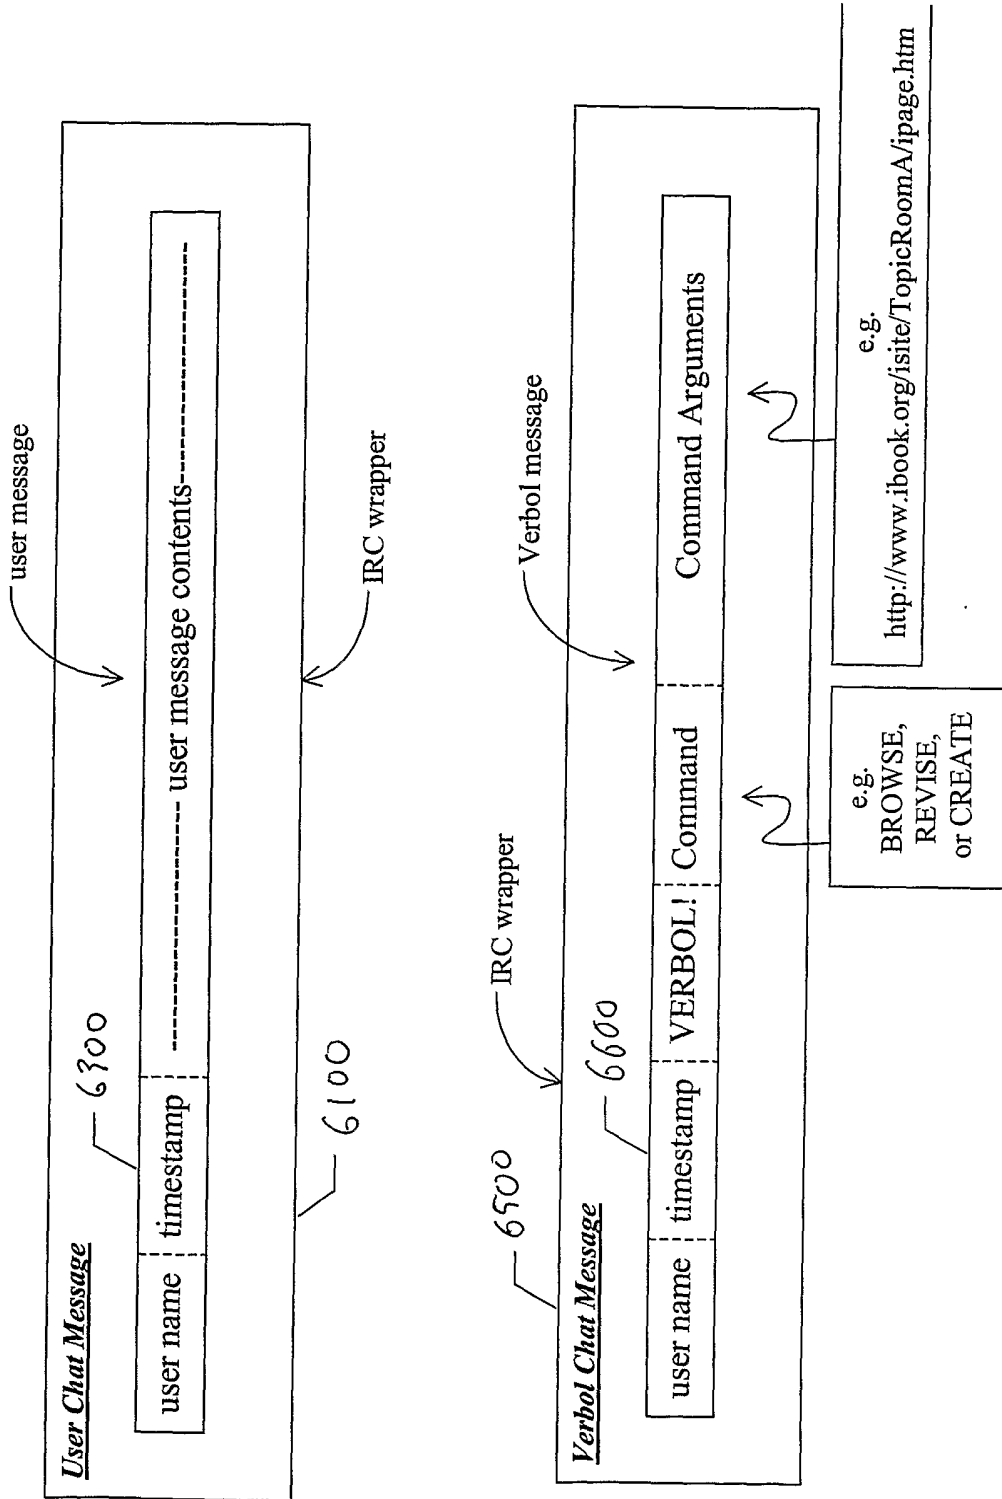 User Chat Message
6300
user message
user name
timestamp
-------------------- user message contents--------------------
6100
IRC wrapper
6500
IRC wrapper
Verbol Chat Message
6600
Verbol message
user name
timestamp
VERBOL!
Command
Command Arguments
e.g.
BROWSE,
REVISE,
or CREATE
e.g.
http://www.ibook.org/isite/TopicRoomA/ipage.htm